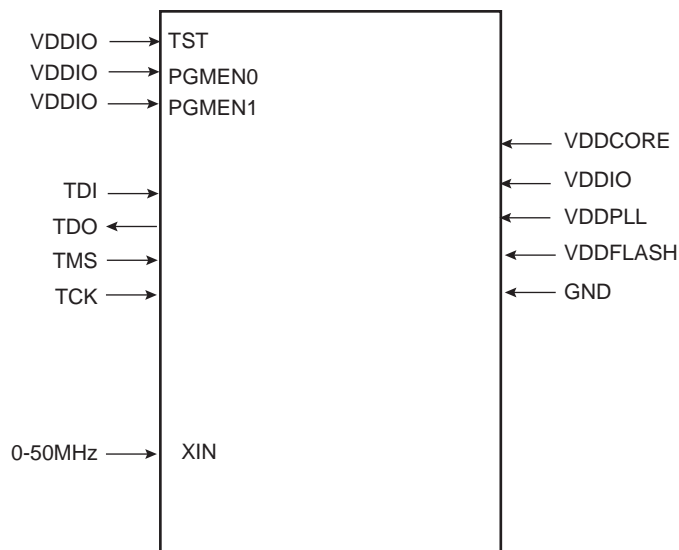 VDDIO TST
VDDIO PGMEN0
VDDIO PGMEN1
VDDCORE
VDDIO
TDI
VDDPLL
TDO
VDDFLASH
TMS
GND
TCK
0-50MHz XIN